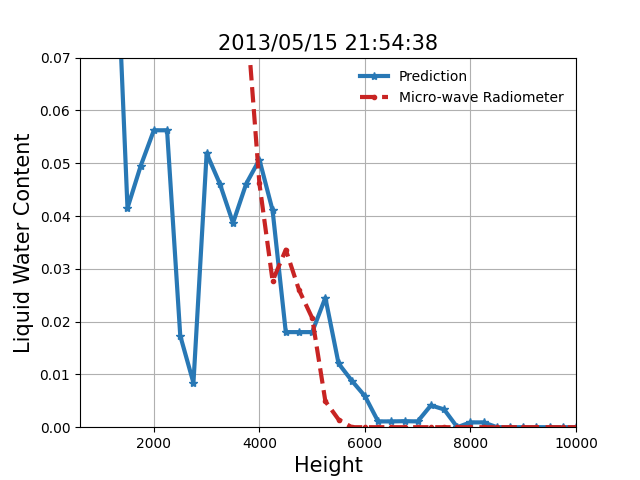 2013/05/15 21:54:38
Liquid Water Content
0.07
0.06
0.05
0.04
0.03
0.02
0.01
0.00
Prediction
Micro-wave Radiometer
2000 4000 6000 8000 10000
Height